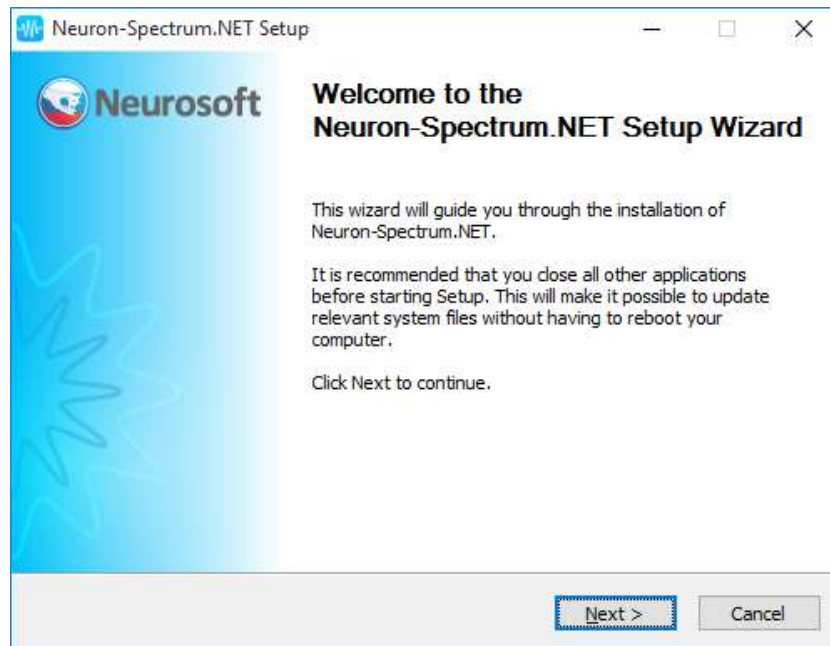 Neuron-Spectrum.NET Setup
Neurosoft
Welcome to the
Neuron-Spectrum.NET Setup Wizard
This wizard will guide you through the installation of
Neuron-Spectrum.NET.
It is recommended that you close all other applications
before starting Setup. This will make it possible to update
relevant system files without having to reboot your
computer.
Click Next to continue.
Next >
Cancel